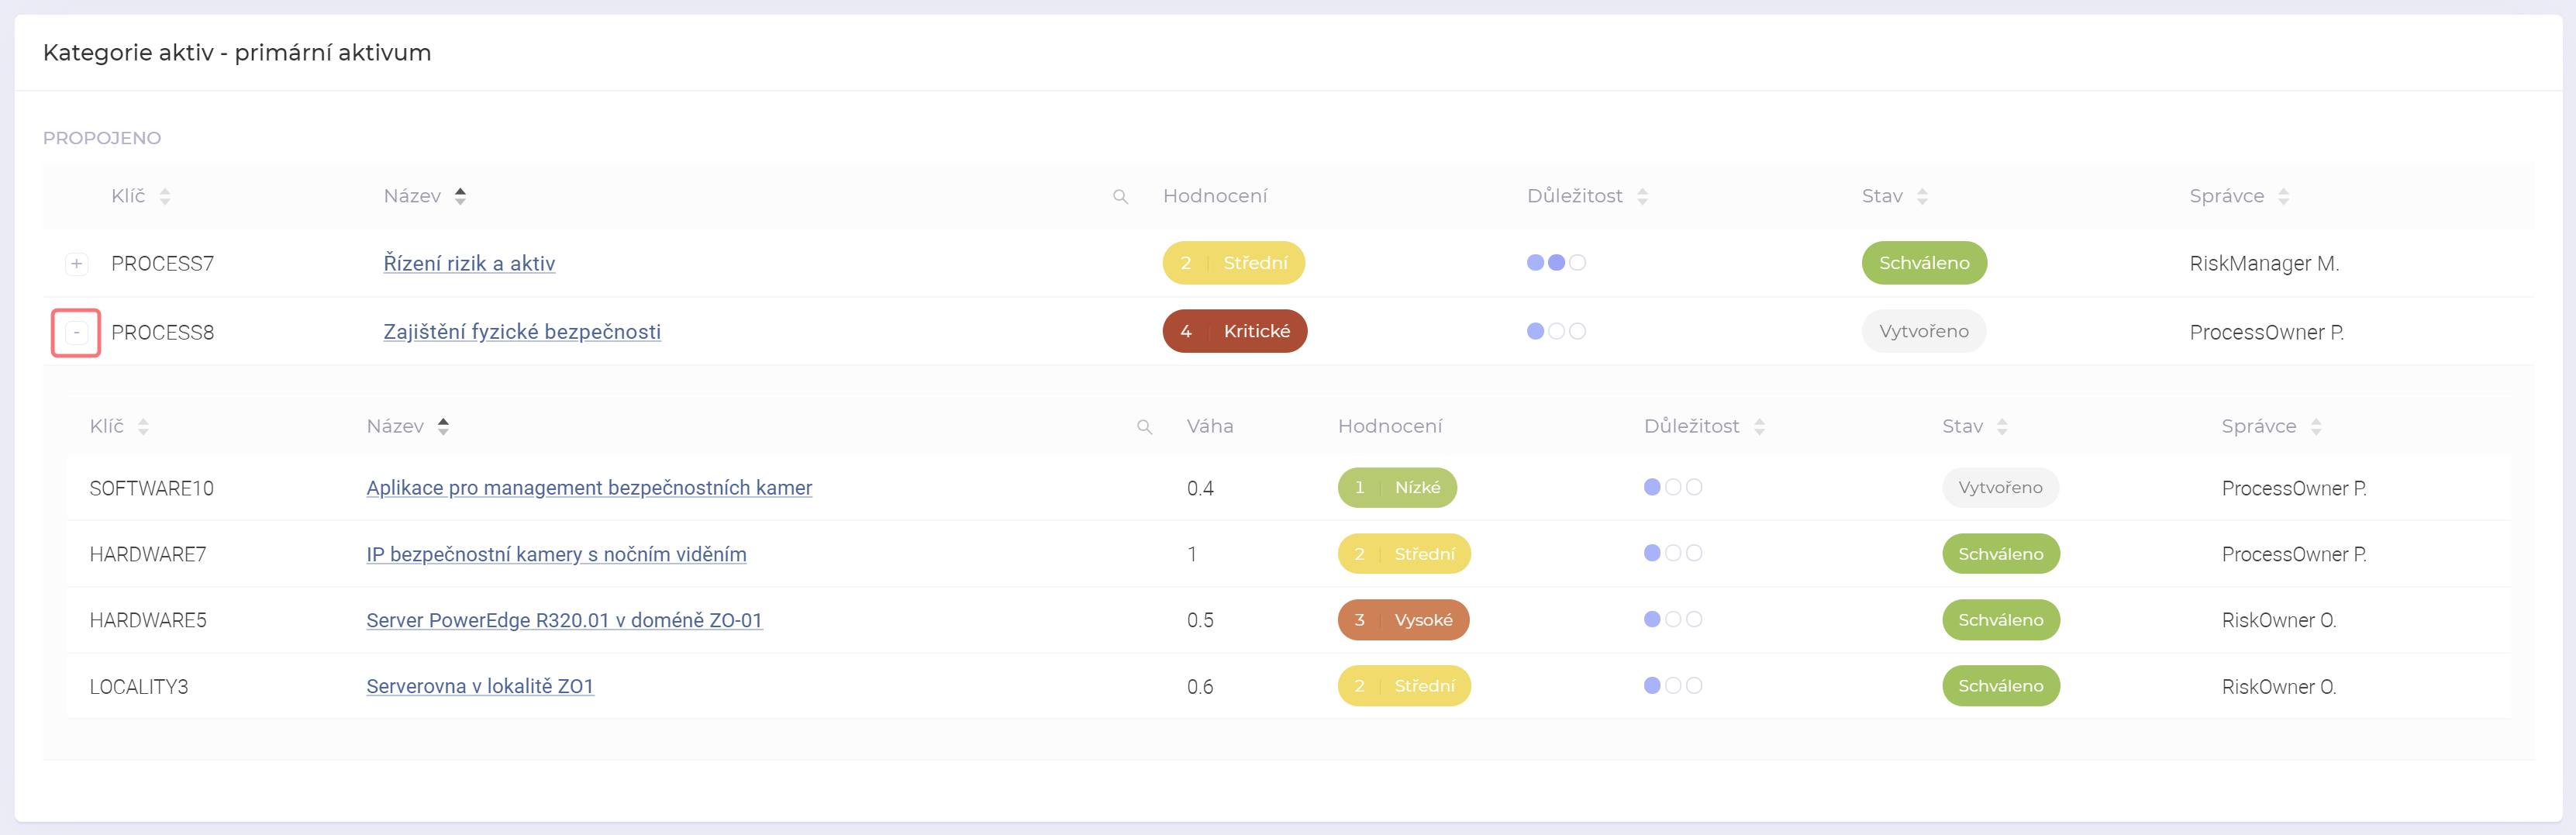 Kategorie aktiv - primární aktivum
PROPOJENO
Klíč Název Hodnocení Důležitost Stav Správce
+ PROCESS7 Řízení rizik a aktiv 2 | Střední Schváleno RiskManager M.
- PROCESS8 Zajištění fyzické bezpečnosti 4 | Kritické Vytvořeno ProcessOwner P.
Klíč Název Váha Hodnocení Důležitost Stav Správce
SOFTWARE10 Aplikace pro management bezpečnostních kamer 0.4 1 | Nízké Vytvořeno ProcessOwner P.
HARDWARE7 IP bezpečnostní kamery s nočním viděním 1 2 | Střední Schváleno ProcessOwner P.
HARDWARE5 Server PowerEdge R320.01 v doméně ZO-01 0.5 3 | Vysoké Schváleno RiskOwner O.
LOCALITY3 Serverovna v lokalitě ZO1 0.6 2 | Střední Schváleno RiskOwner O.